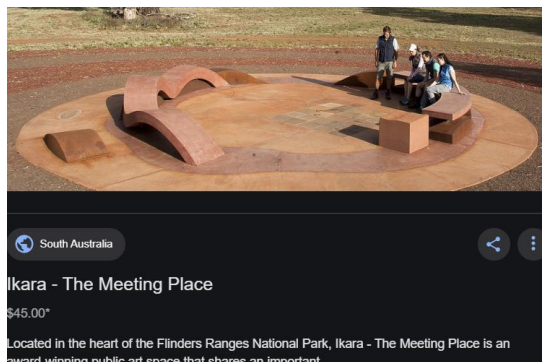 South Australia
Ikara - The Meeting Place
$45.00*
Located in the heart of the Flinders Ranges National Park, Ikara - The Meeting Place is an
award-winning public art space that shares an important